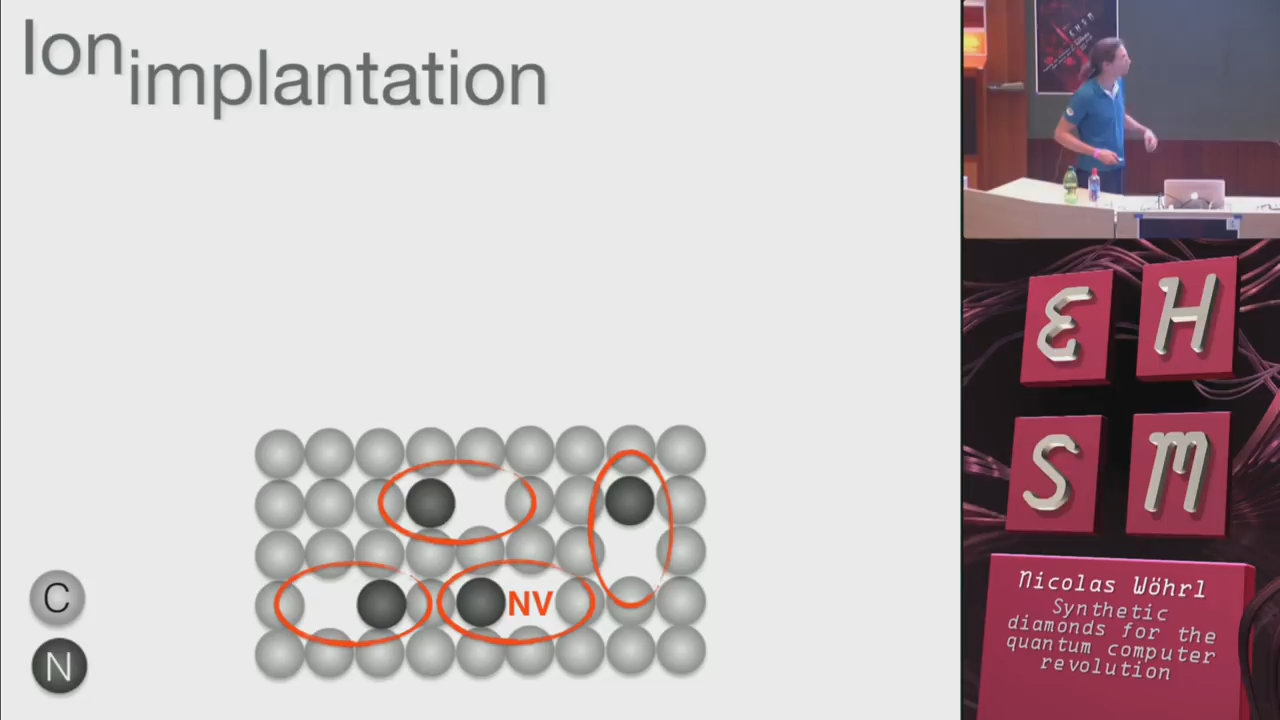 Ion
implantation
NV
C
N
E H S M
E H
S M
Nicolas Wöhrl
Synthetic
diamonds for the
quantum computer
revolution